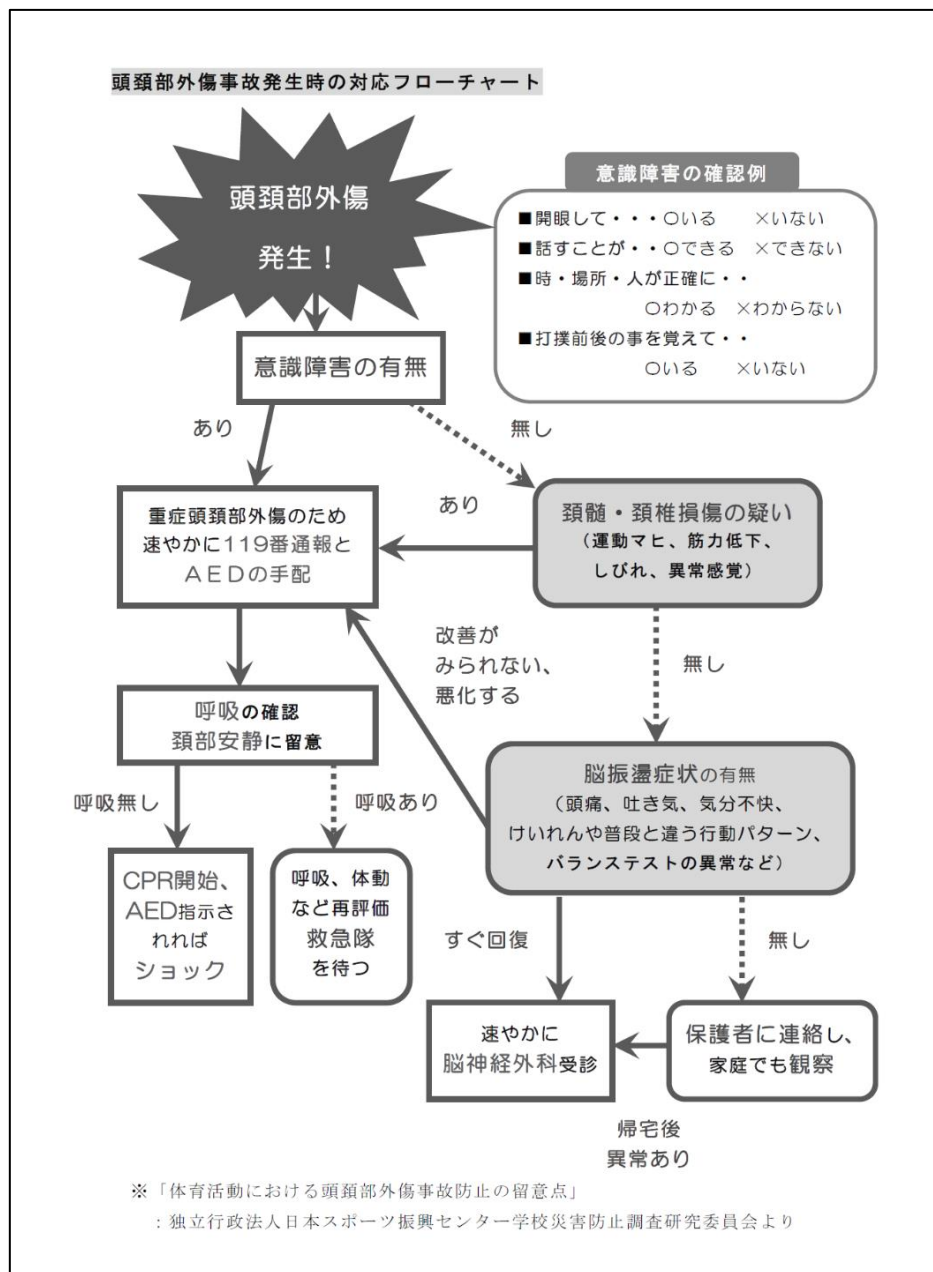 頭頚部外傷事故発生時の対応フローチャート
頭頚部外傷
発生！
意識障害の確認例
■開眼して・・・〇いる　　×いない
■話すことが・・〇できる　×できない
■時・場所・人が正確に・・
〇わかる　×わからない
■打撲前後の事を覚えて・・
〇いる　　×いない
意識障害の有無
あり
無し
重症頭頚部外傷のため
速やかに119番通報と
ＡＥＤの手配
あり
頚髄・頚椎損傷の疑い
（運動マヒ、筋力低下、
しびれ、異常感覚）
改善が
みられない、
悪化する
無し
呼吸の確認
頚部安静に留意
脳振盪症状の有無
（頭痛、吐き気、気分不快、
けいれんや普段と違う行動パターン、
バランステストの異常など）
呼吸無し
呼吸あり
CPR開始、
AED指示さ
れれば
ショック
呼吸、体動
など再評価
救急隊
を待つ
すぐ回復
無し
速やかに
脳神経外科受診
保護者に連絡し、
家庭でも観察
帰宅後
異常あり
※「体育活動における頭頚部外傷事故防止の留意点」
：独立行政法人日本スポーツ振興センター学校災害防止調査研究委員会より